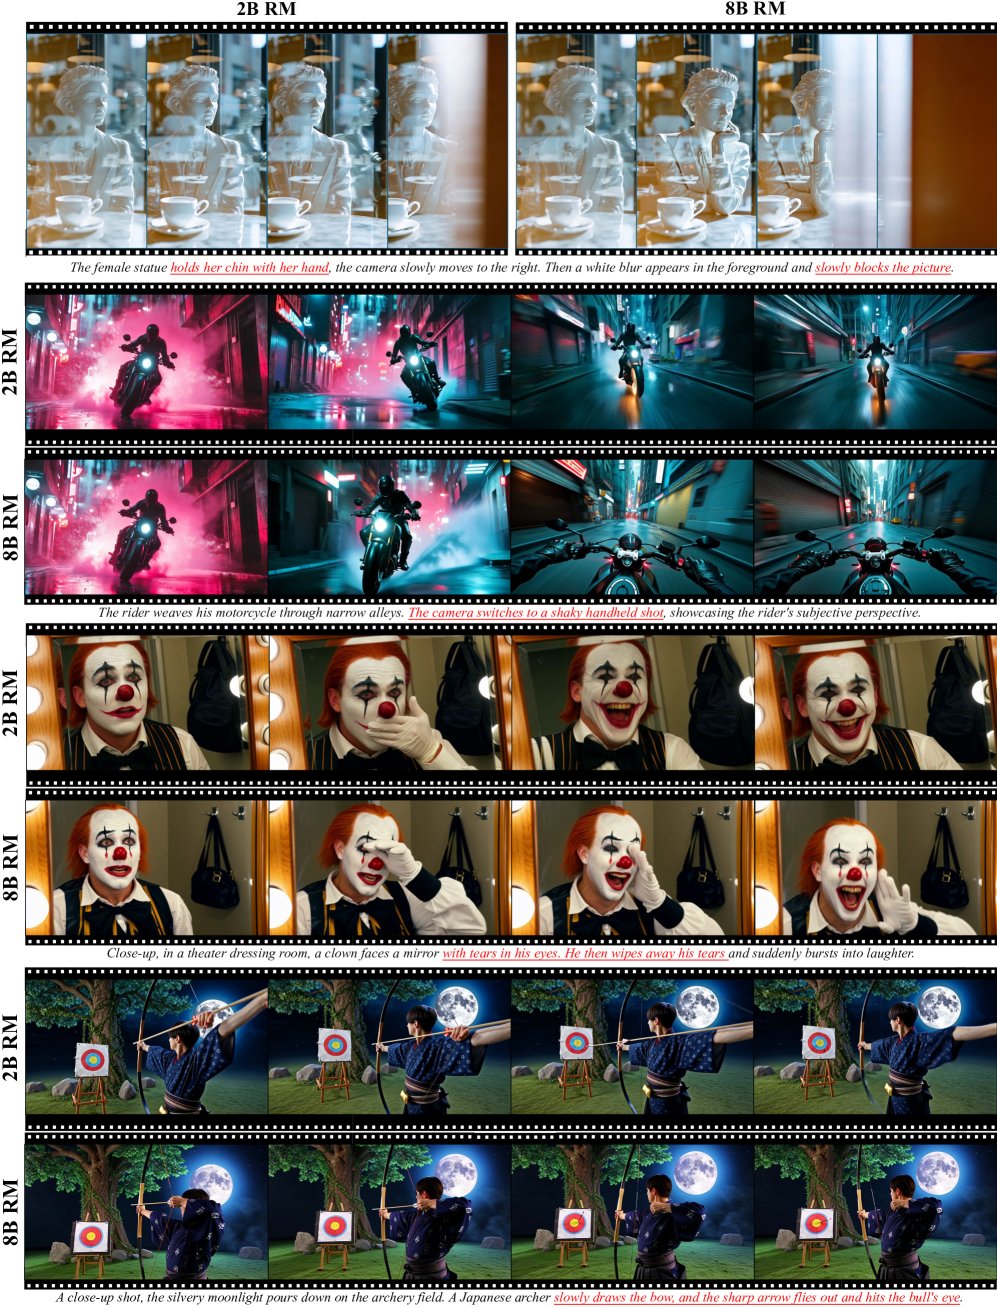 2B RM
8B RM
The female statue holds her chin with her hand, the camera slowly moves to the right. Then a white blur appears in the foreground and slowly blocks the picture.
2B RM
8B RM
The rider weaves his motorcycle through narrow alleys. The camera switches to a shaky handheld shot, showcasing the rider's subjective perspective.
2B RM
8B RM
Close-up, in a theater dressing room, a clown faces a mirror with tears in his eyes. He then wipes away his tears and suddenly bursts into laughter.
2B RM
8B RM
A close-up shot, the silvery moonlight pours down on the archery field. A Japanese archer slowly draws the bow, and the sharp arrow flies out and hits the bull's eye.